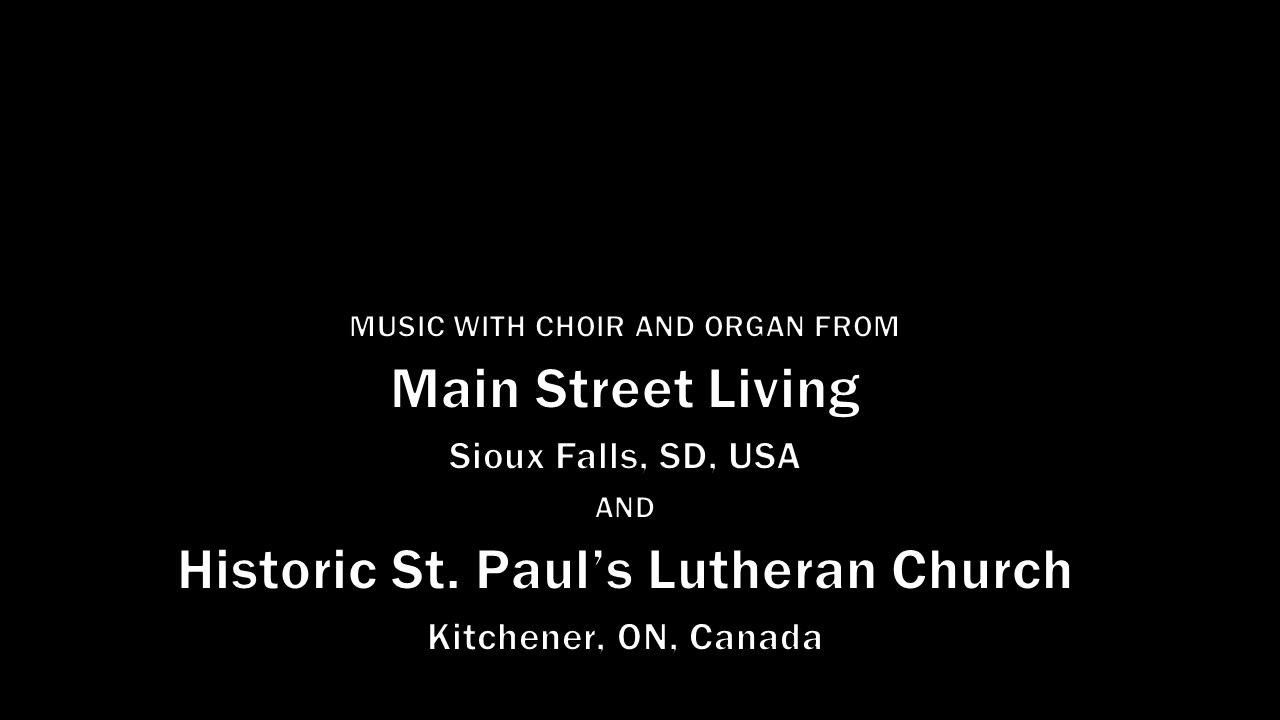 MUSIC WITH CHOIR AND ORGAN FROM
Main Street Living
Sioux Falls, SD, USA
AND
Historic St. Paul’s Lutheran Church
Kitchener, ON, Canada